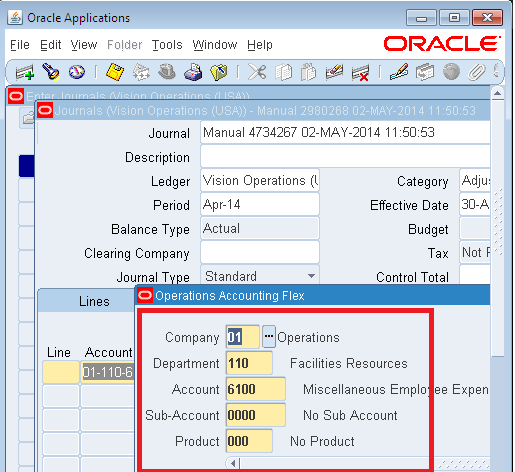 Oracle Applications
File Edit View Folder Tools Window Help
ORACLE
Enter Journals (Vision Operations (USA))
Journals (Vision Operations (USA)) - Manual 2980268 02-MAY-2014 11:50:53
Journal Manual 4734267 02-MAY-2014 11:50:53
Description
Ledger Vision Operations (U Category Adju
Period Apr-14 Effective Date 30-A
Balance Type Actual Budget
Clearing Company Tax Not
Journal Type Standard Control Total
Lines
Operations Accounting Flex
Line Account
01-110-6
Company 01 Operations
Department 110 Facilities Resources
Account 6100 Miscellaneous Employee Expen
Sub-Account 0000 No Sub Account
Product 000 No Product